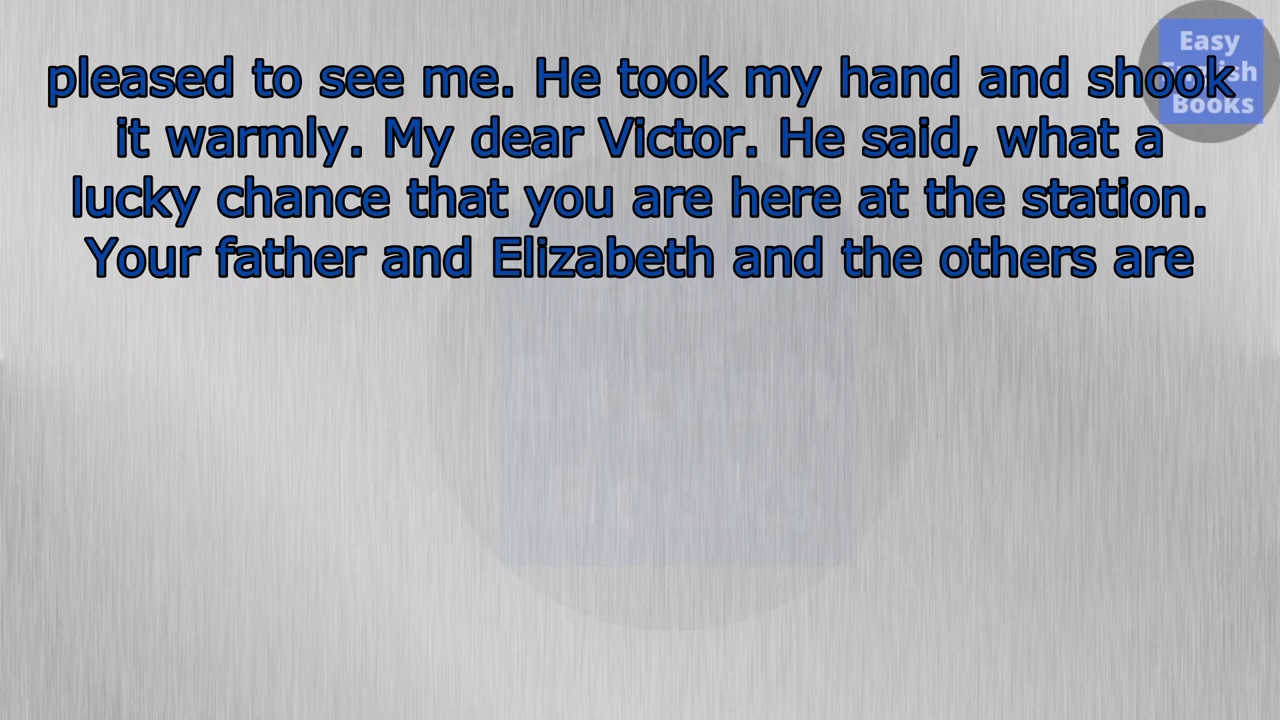 pleased to see me. He took my hand and shook
it warmly. My dear Victor. He said, what a
lucky chance that you are here at the station.
Your father and Elizabeth and the others are
Easy
English
Books